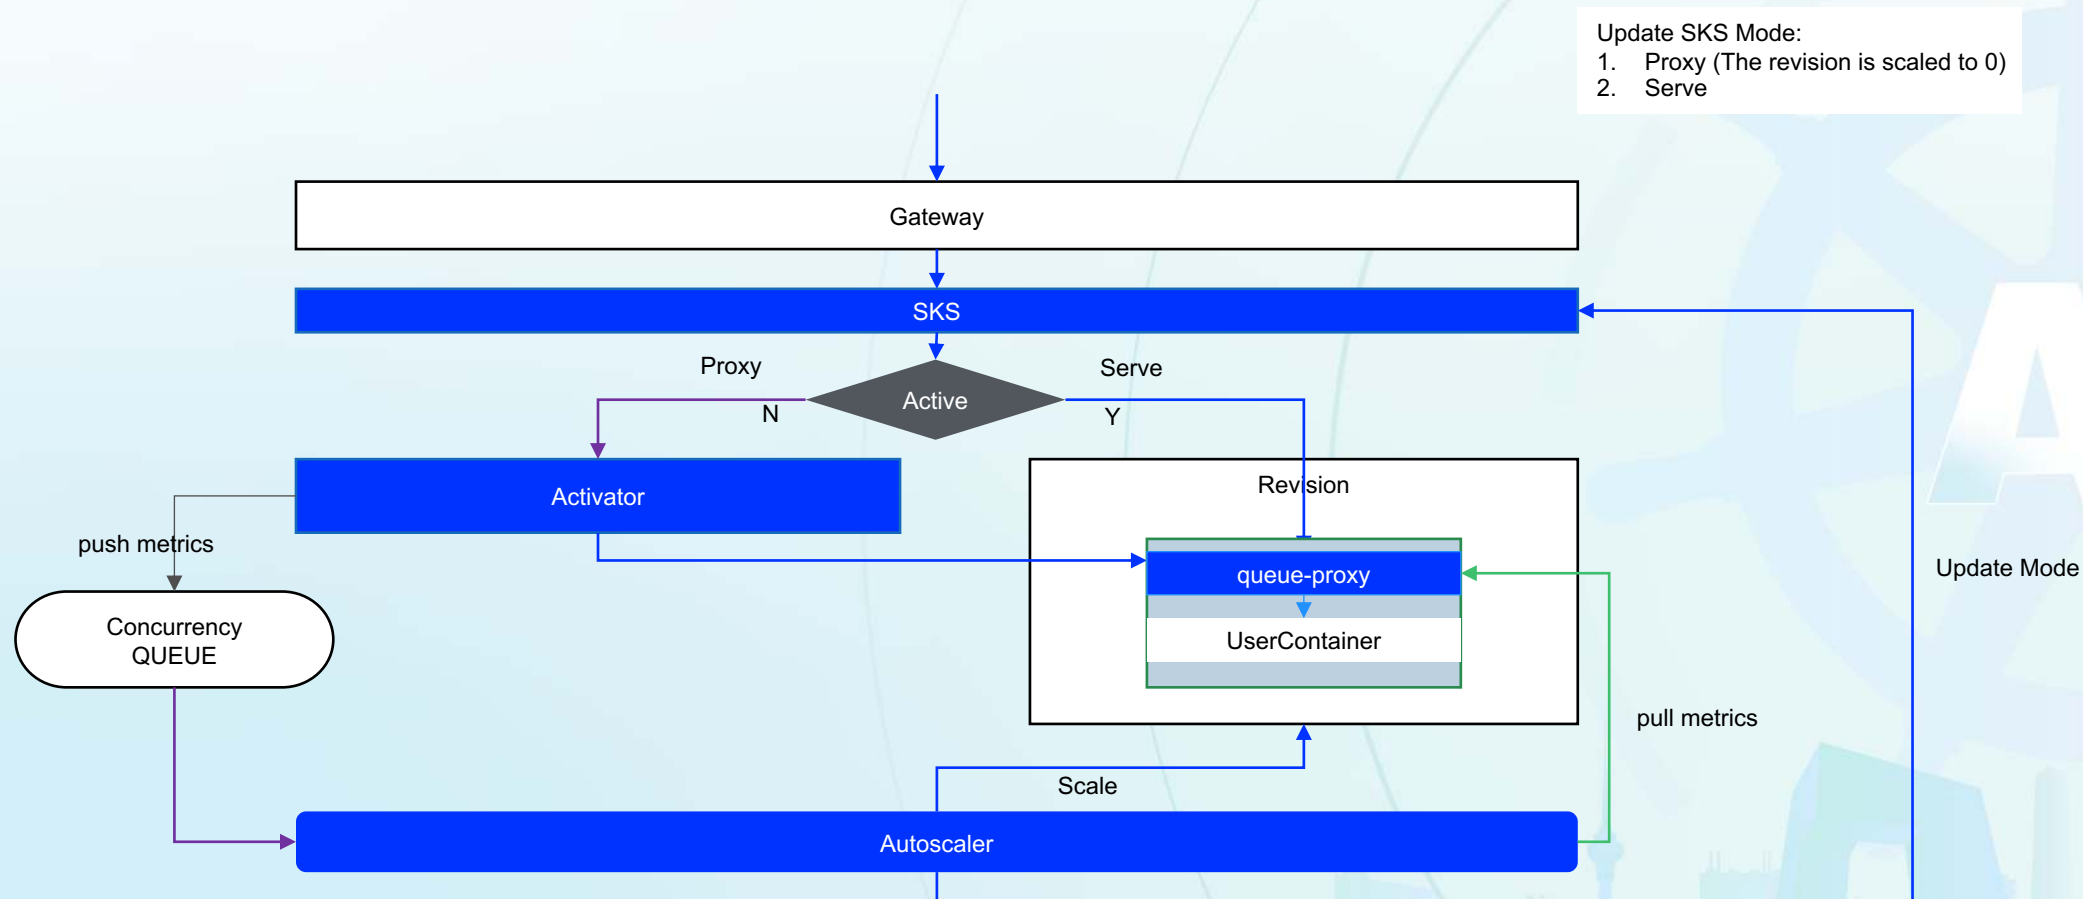 Update SKS Mode:
1. Proxy (The revision is scaled to 0)
2. Serve
Gateway
SKS
Proxy
Serve
Active
N
Y
Activator
Revision
push metrics
queue-proxy
Update Mode
Concurrency
QUEUE
UserContainer
pull metrics
Scale
Autoscaler
A